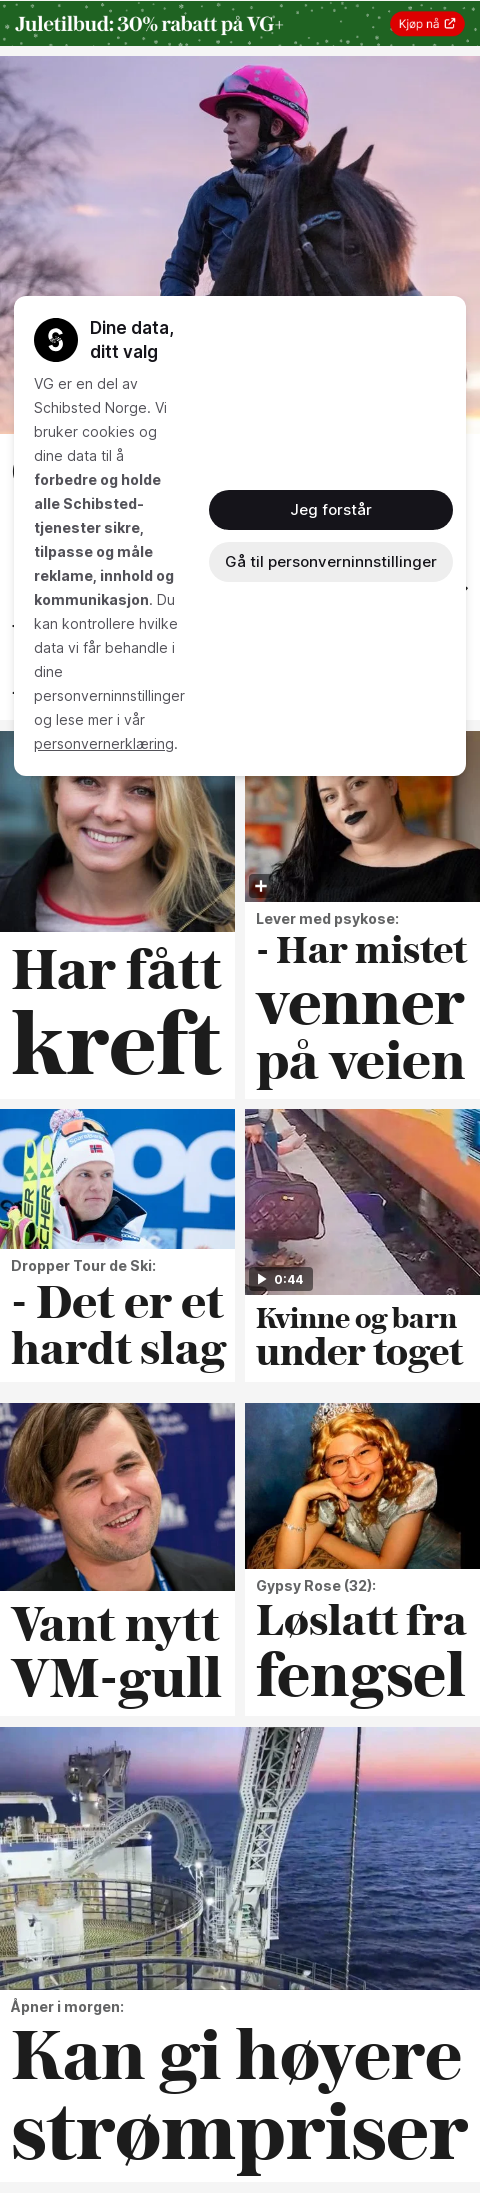 Juletilbud: 30% rabatt på VG+
Kjøp nå
Dine data,
ditt valg
VG er en del av
Schibsted Norge. Vi
bruker cookies og
dine data til å
forbedre og holde
alle Schibsted-
tjenester sikre,
tilpasse og måle
reklame, innhold og
kommunikasjon. Du
kan kontrollere hvilke
data vi får behandle i
dine
personverninnstillinger
og lese mer i vår
personvernerklæring.
Jeg forstår
Gå til personverninnstillinger
Har fått
kreft
Lever med psykose:
- Har mistet
venner
på veien
coop
FISCHER
Dropper Tour de Ski:
- Det er et
hardt slag
0:44
Kvinne og barn
under toget
Vant nytt
VM-gull
Gypsy Rose (32):
Løslatt fra
fengsel
Åpner i morgen:
Kan gi høyere
strømpriser